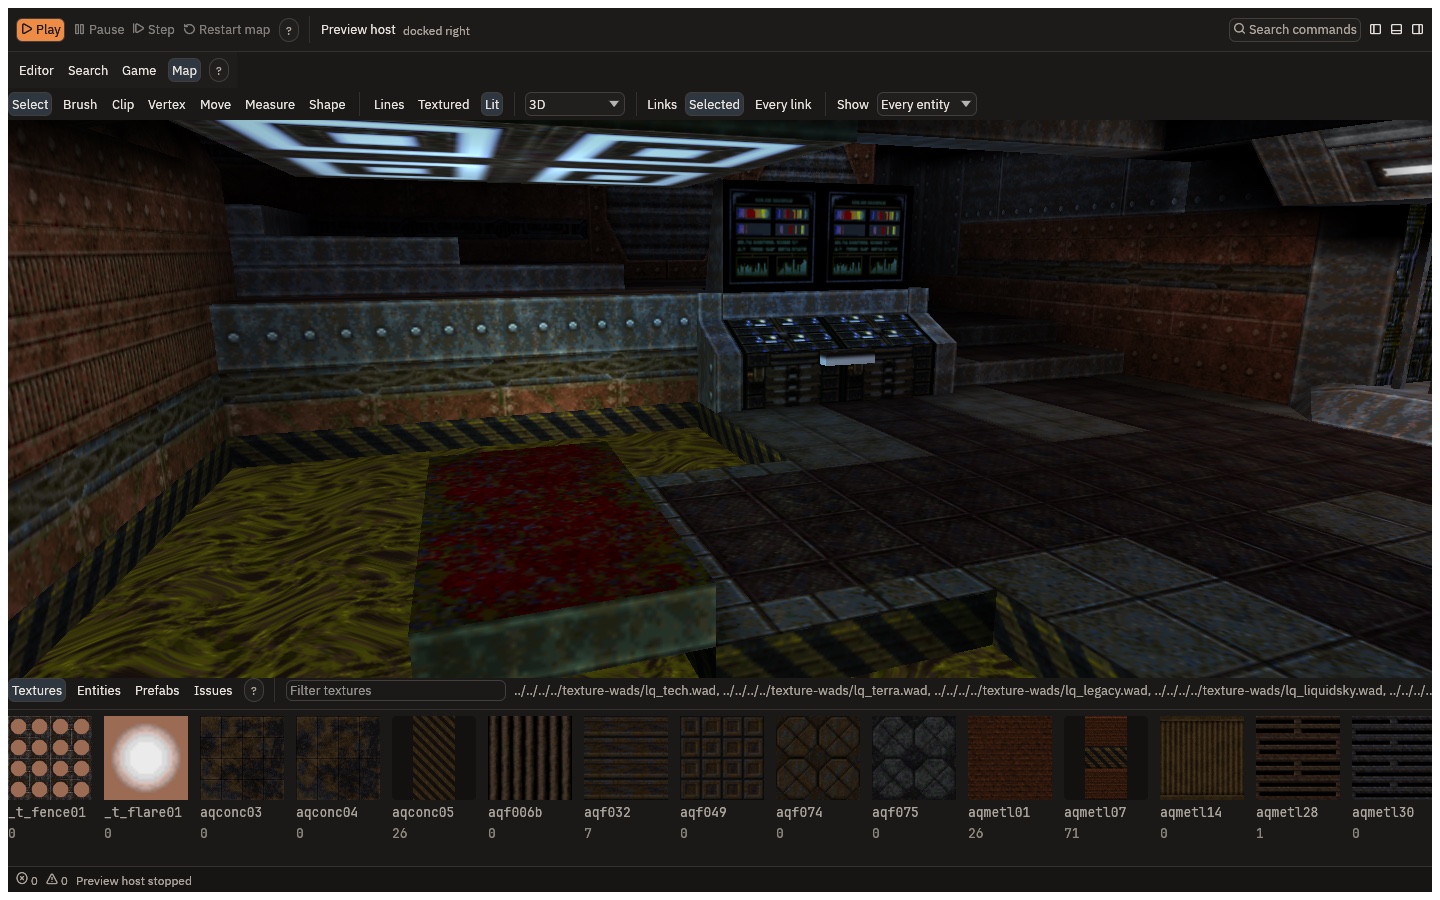 Play Pause Step Restart map ? Preview host docked right Search commands
Editor Search Game Map ?
Select Brush Clip Vertex Move Measure Shape Lines Textured Lit 3D Links Selected Every link Show Every entity
Textures Entities Prefabs Issues ? Filter textures ../../../../texture-wads/lq_tech.wad, ../../../../texture-wads/lq_terra.wad, ../../../../texture-wads/lq_legacy.wad, ../../../../texture-wads/lq_liquidsky.wad, ../../../..
_t_fence01 _t_flare01 aqconc03 aqconc04 aqconc05 aqf006b aqf032 aqf049 aqf074 aqf075 aqmetl01 aqmetl07 aqmetl14 aqmetl28 aqmetl30
0 0 0 0 26 0 7 0 0 0 26 71 0 1 0
0 0 Preview host stopped